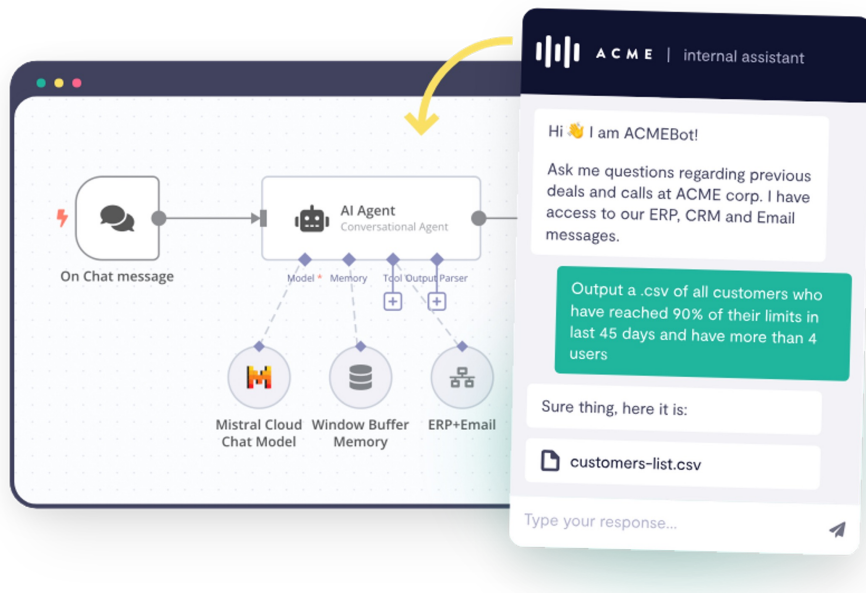 On Chat message
AI Agent
Conversational Agent
Model *
Memory
Tool
Output Parser
Mistral Cloud
Chat Model
Window Buffer
Memory
ERP+Email
ACME | internal assistant
Hi 👋 I am ACMEBot!
Ask me questions regarding previous
deals and calls at ACME corp. I have
access to our ERP, CRM and Email
messages.
Output a .csv of all customers who
have reached 90% of their limits in
last 45 days and have more than 4
users
Sure thing, here it is:
customers-list.csv
Type your response...